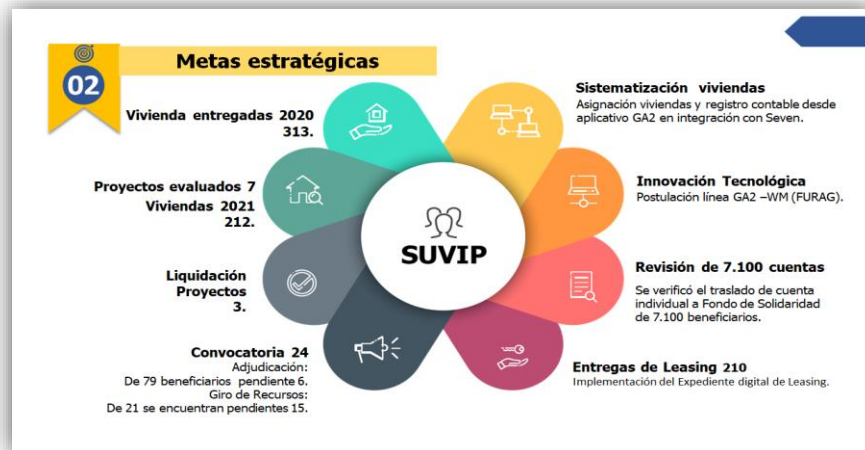 02
Metas estratégicas
Vivienda entregadas 2020
313.
Proyectos evaluados 7
Viviendas 2021
212.
Liquidación
Proyectos
3.
Convocatoria 24
Adjudicación:
De 79 beneficiarios pendiente 6.
Giro de Recursos:
De 21 se encuentran pendientes 15.
SUVIP
Sistematización viviendas
Asignación viviendas y registro contable desde
aplicativo GA2 en integración con Seven.
Innovación Tecnológica
Postulación línea GA2 –WM (FURAG).
Revisión de 7.100 cuentas
Se verificó el traslado de cuenta
individual a Fondo de Solidaridad
de 7.100 beneficiarios.
Entregas de Leasing 210
Implementación del Expediente digital de Leasing.